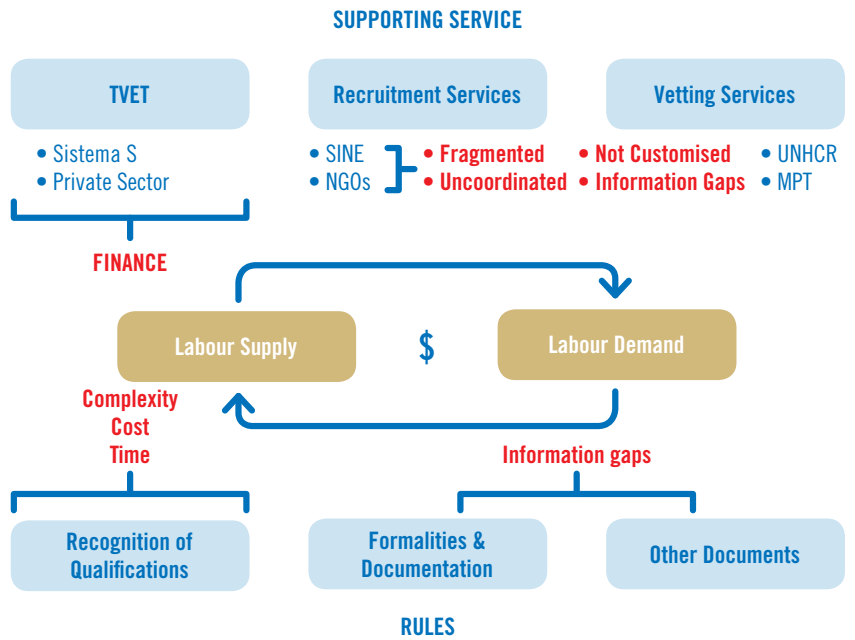 SUPPORTING SERVICE
TVET
Recruitment Services
Vetting Services
• Sistema S
• Private Sector
• SINE
• NGOs
• Fragmented
• Uncoordinated
• Not Customised
• Information Gaps
• UNHCR
• MPT
FINANCE
Labour Supply
$
Labour Demand
Complexity
Cost
Time
Information gaps
Recognition of
Qualifications
Formalities &
Documentation
Other Documents
RULES